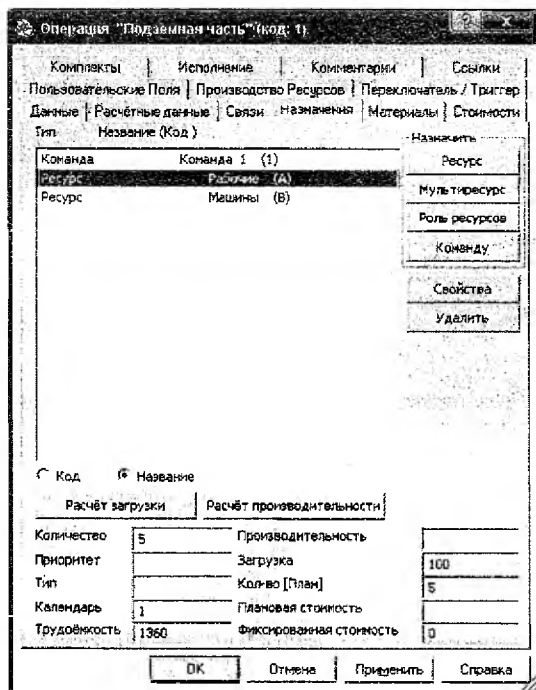 Операция "Подземная часть" (код: 1)
Комплекты Исполнение Комментарии Ссылки
Пользовательские Поля Производство Ресурсов Переключатель / Триггер
Данные Расчётные данные Связи Назначения Материалы Стоимости
Тип Название (Код )
Назначить
Команда Команда 1 (1)
Ресурс Рабочие (A)
Ресурс Машины (B)
Ресурс
Мультиресурс
Роль ресурсов
Команду
Свойства
Удалить
Код Название
Расчёт загрузки Расчёт производительности
Количество 5 Производительность
Приоритет Загрузка 100
Тип Кол-во [План] 5
Календарь 1 Плановая стоимость
Трудоёмкость 1360 Фиксированная стоимость 0
OK Отмена Применить Справка